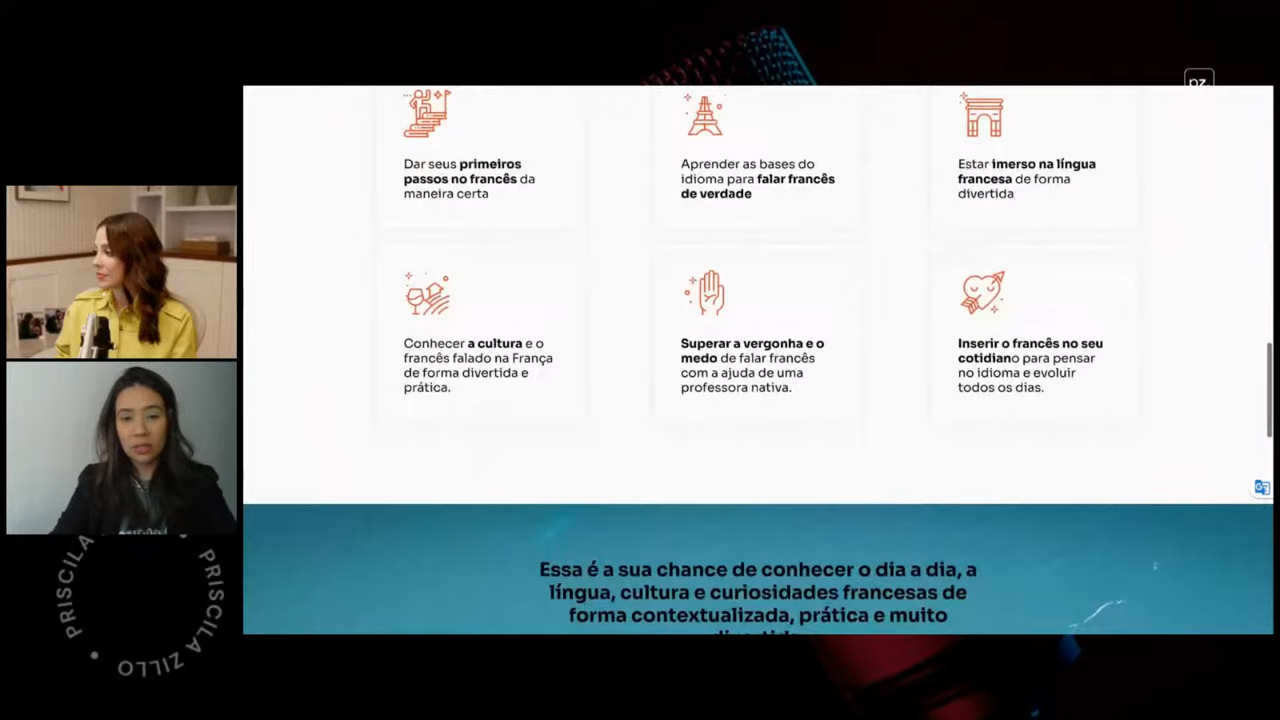 pz.
Dar seus primeiros
passos no francês da
maneira certa
Aprender as bases do
idioma para falar francês
de verdade
Estar imerso na língua
francesa de forma
divertida
Conhecer a cultura e o
francês falado na França
de forma divertida e
prática.
Superar a vergonha e o
medo de falar francês
com a ajuda de uma
professora nativa.
Inserir o francês no seu
cotidiano para pensar
no idioma e evoluir
todos os dias.
Essa é a sua chance de conhecer o dia a dia, a
língua, cultura e curiosidades francesas de
forma contextualizada, prática e muito
PRISCILA
PRISCILA ZILLO